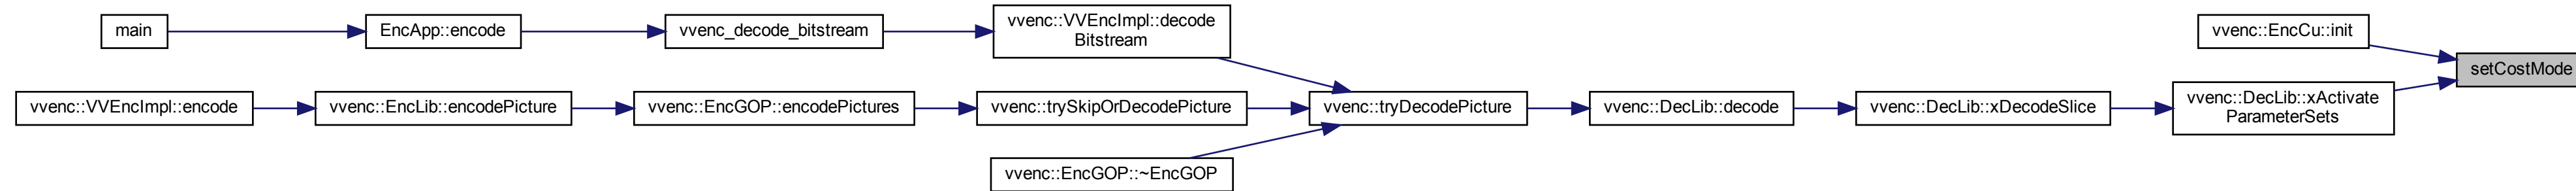 main
EncApp::encode
vvenc_decode_bitstream
vvenc::VVEncImpl::decode
Bitstream
vvenc::EncCu::init
setCostMode
vvenc::VVEncImpl::encode
vvenc::EncLib::encodePicture
vvenc::EncGOP::encodePictures
vvenc::trySkipOrDecodePicture
vvenc::tryDecodePicture
vvenc::DecLib::decode
vvenc::DecLib::xDecodeSlice
vvenc::DecLib::xActivate
ParameterSets
vvenc::EncGOP::~EncGOP